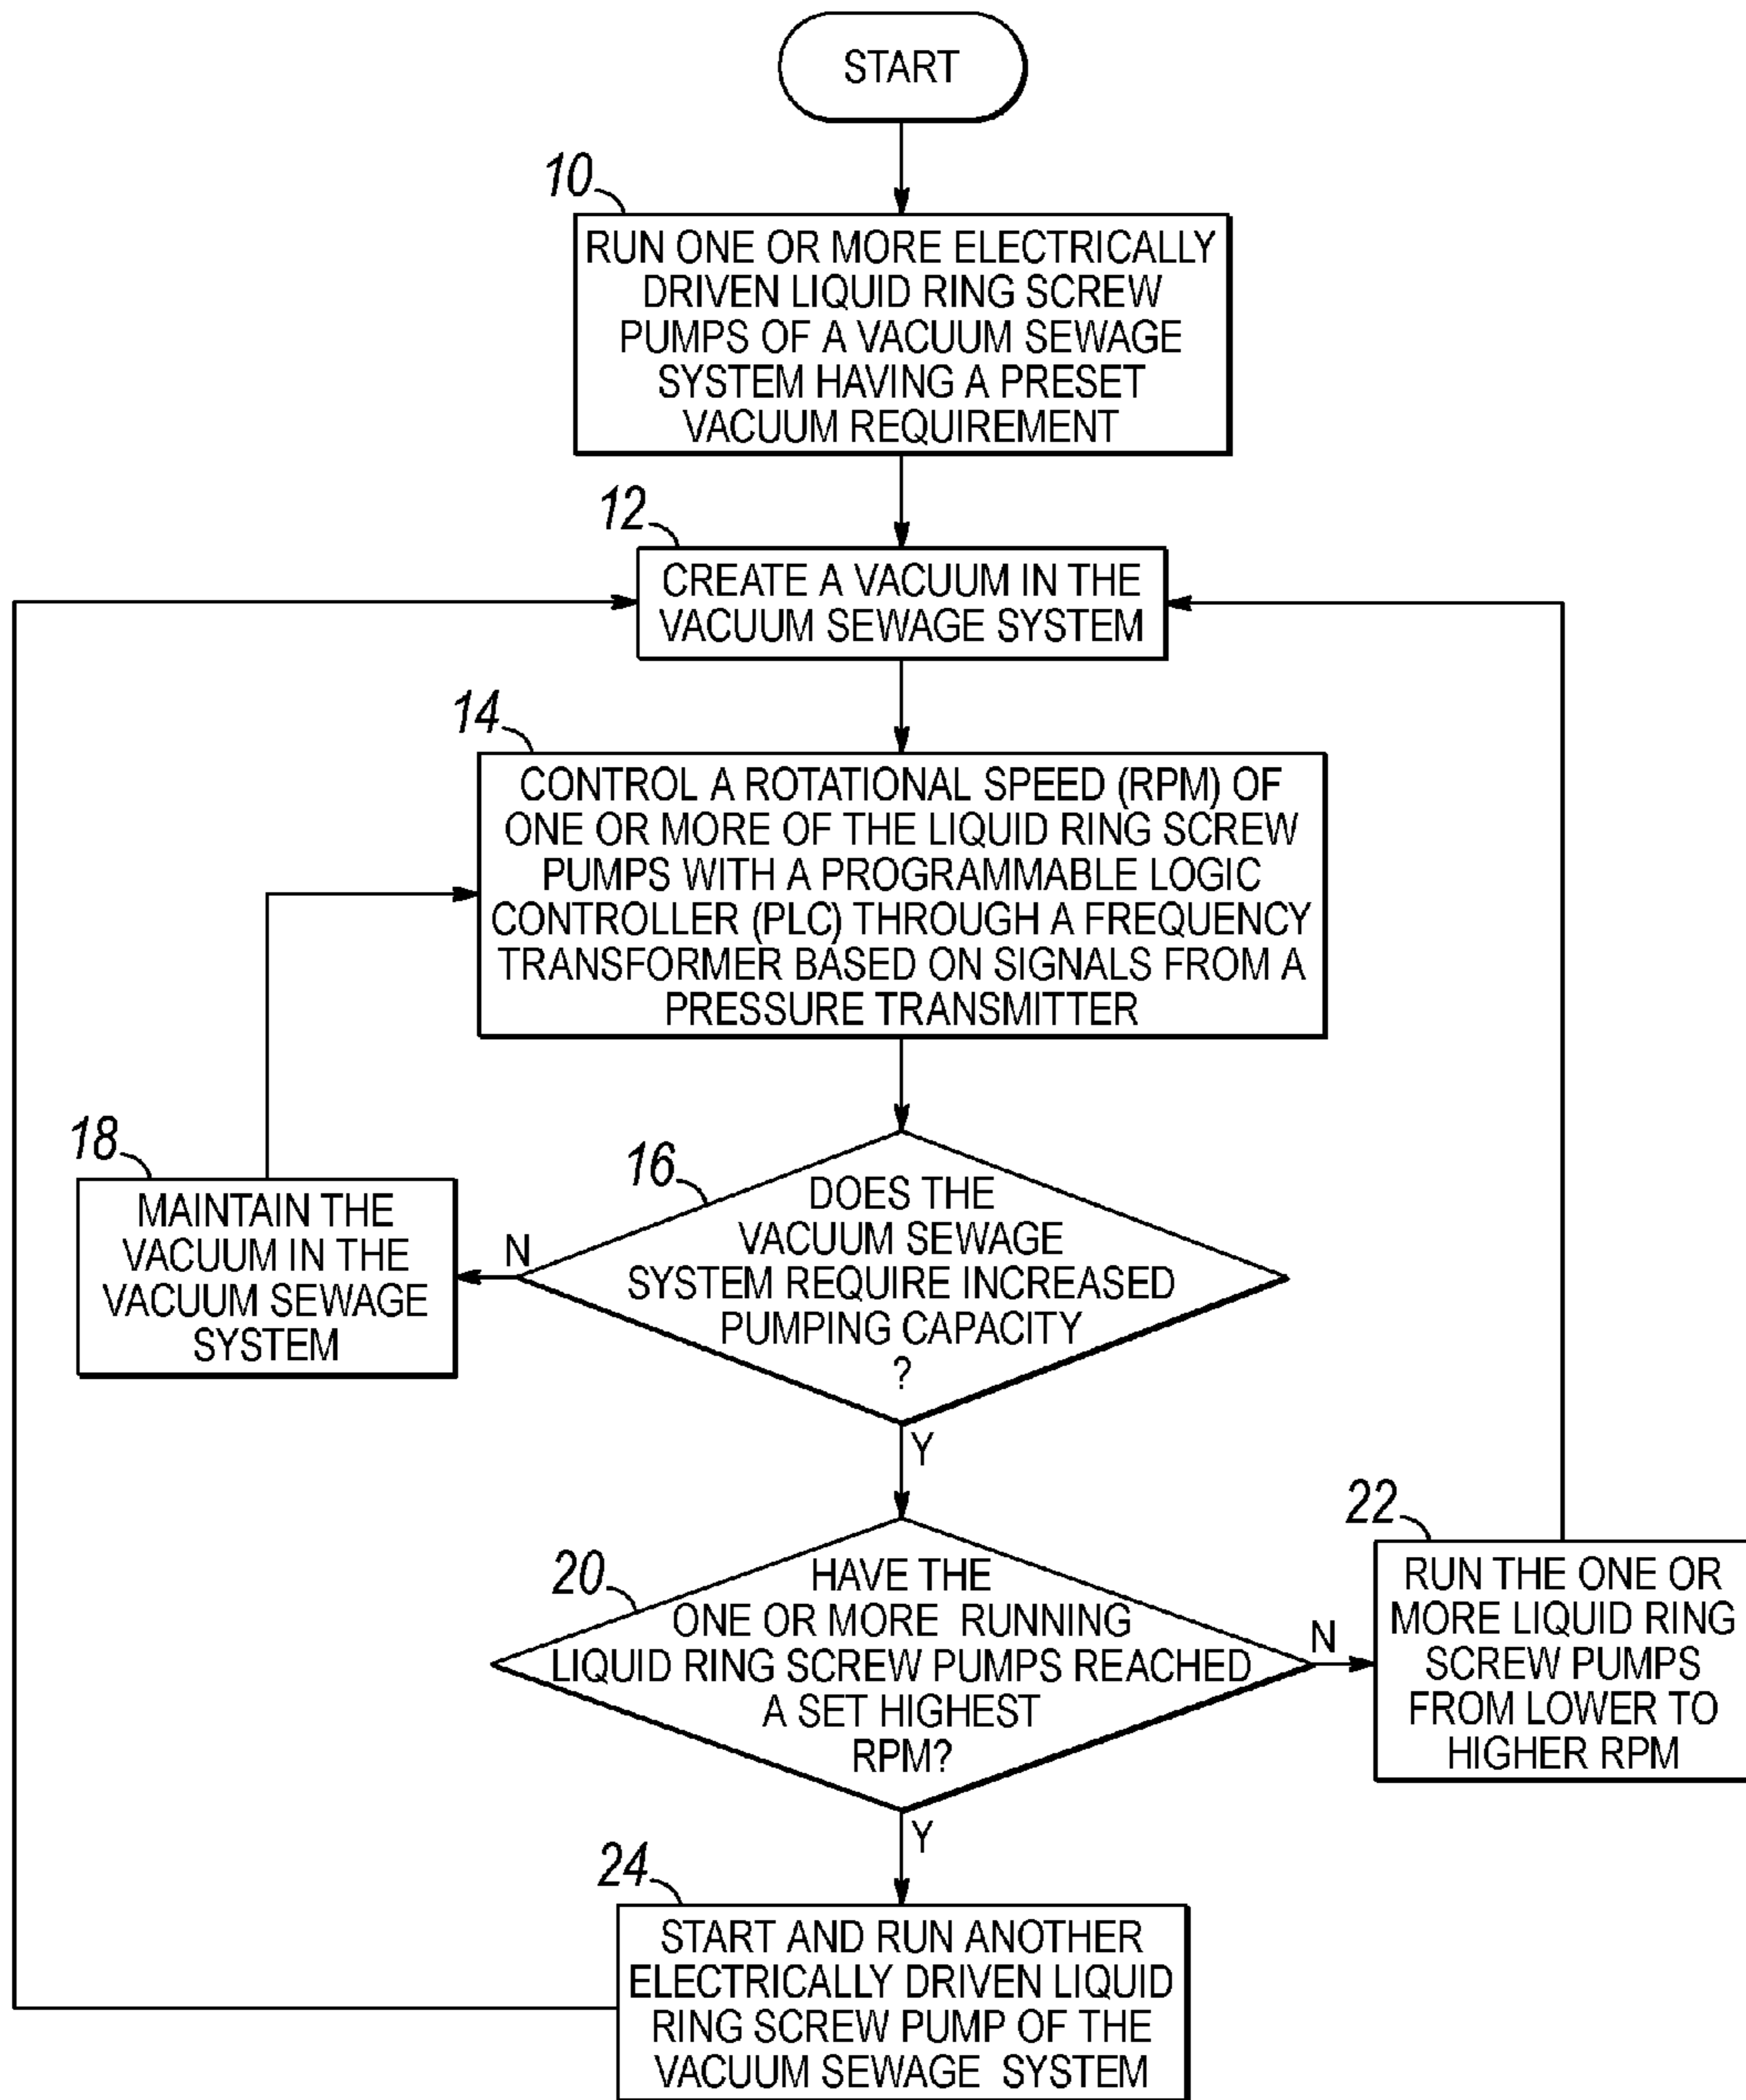 START
10
RUN ONE OR MORE ELECTRICALLY
DRIVEN LIQUID RING SCREW
PUMPS OF A VACUUM SEWAGE
SYSTEM HAVING A PRESET
VACUUM REQUIREMENT
12
CREATE A VACUUM IN THE
VACUUM SEWAGE SYSTEM
14
CONTROL A ROTATIONAL SPEED (RPM) OF
ONE OR MORE OF THE LIQUID RING SCREW
PUMPS WITH A PROGRAMMABLE LOGIC
CONTROLLER (PLC) THROUGH A FREQUENCY
TRANSFORMER BASED ON SIGNALS FROM A
PRESSURE TRANSMITTER
16
DOES THE
VACUUM SEWAGE
SYSTEM REQUIRE INCREASED
PUMPING CAPACITY
?
N
18
MAINTAIN THE
VACUUM IN THE
VACUUM SEWAGE
SYSTEM
Y
20
HAVE THE
ONE OR MORE RUNNING
LIQUID RING SCREW PUMPS REACHED
A SET HIGHEST
RPM?
N
22
RUN THE ONE OR
MORE LIQUID RING
SCREW PUMPS
FROM LOWER TO
HIGHER RPM
Y
24
START AND RUN ANOTHER
ELECTRICALLY DRIVEN LIQUID
RING SCREW PUMP OF THE
VACUUM SEWAGE SYSTEM